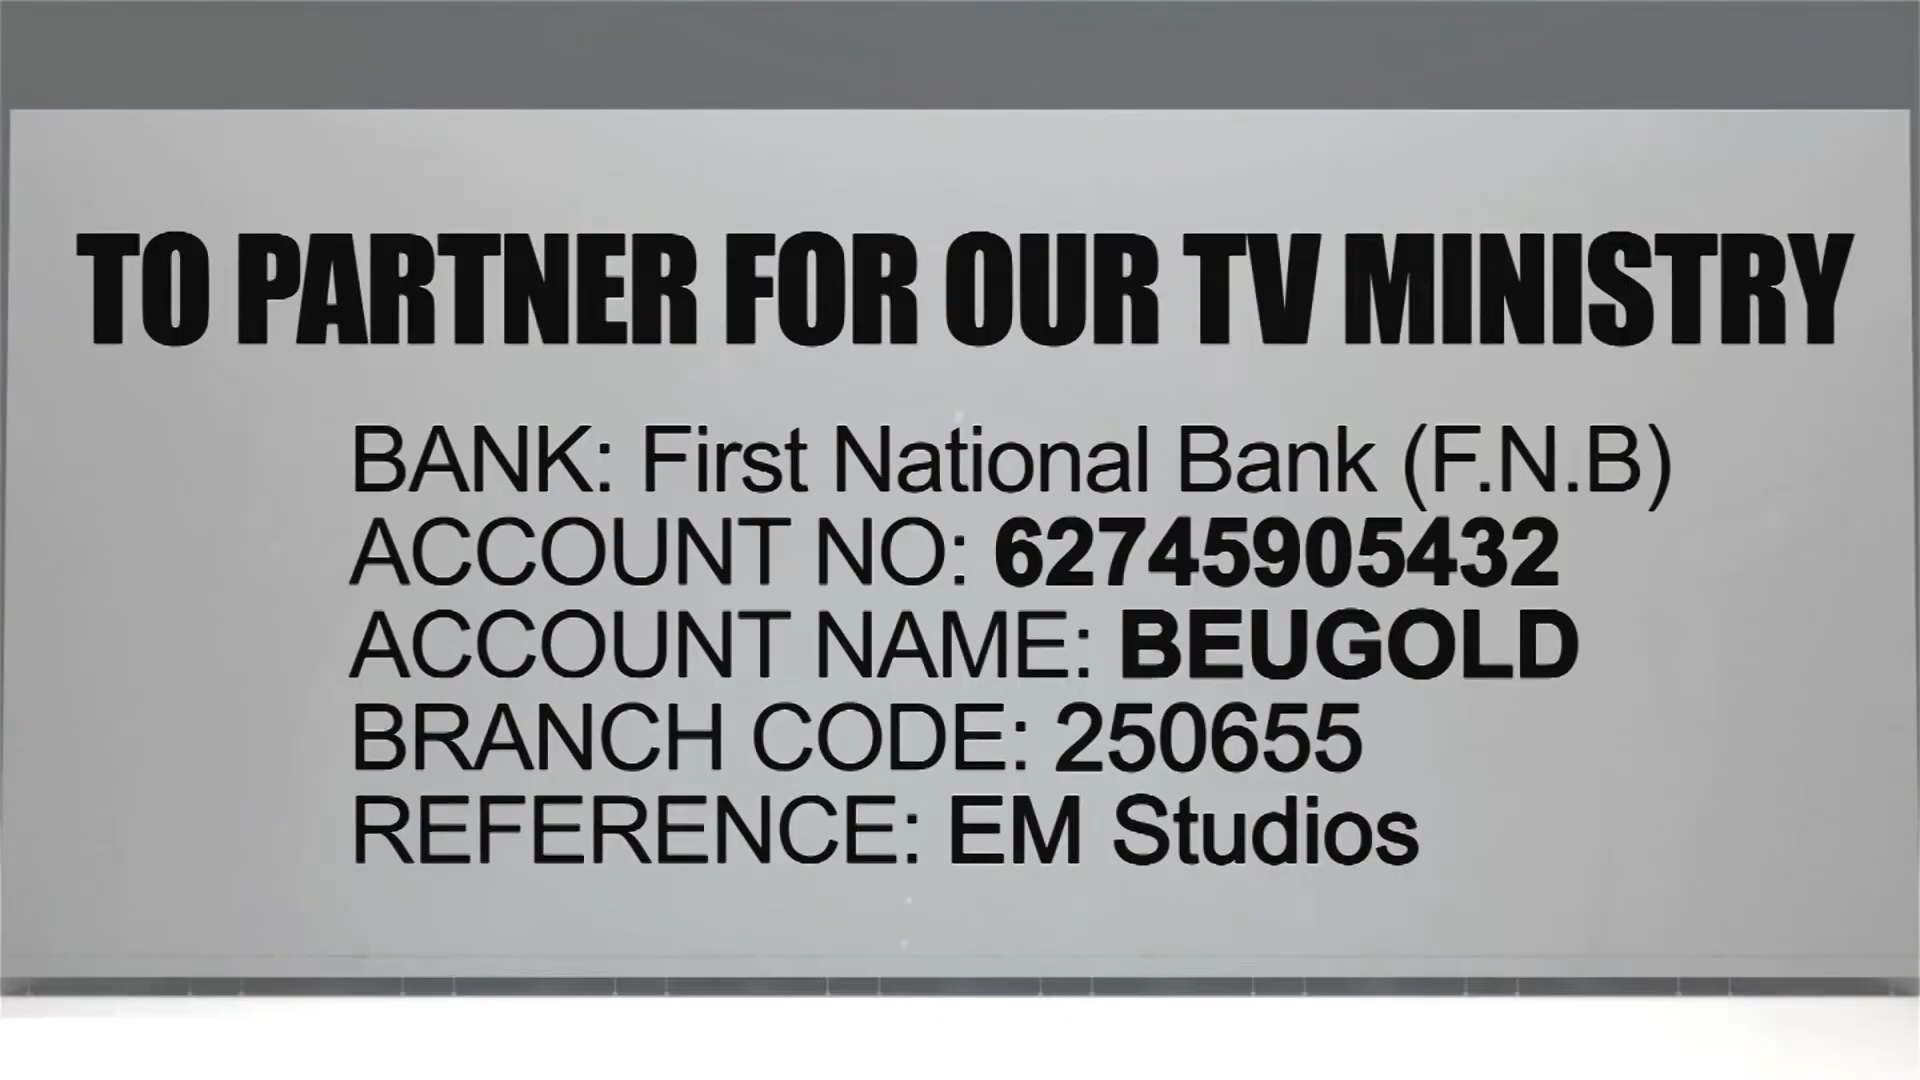 TO PARTNER FOR OUR TV MINISTRY
BANK: First National Bank (F.N.B)
ACCOUNT NO: 62745905432
ACCOUNT NAME: BEUGOLD
BRANCH CODE: 250655
REFERENCE: EM Studios